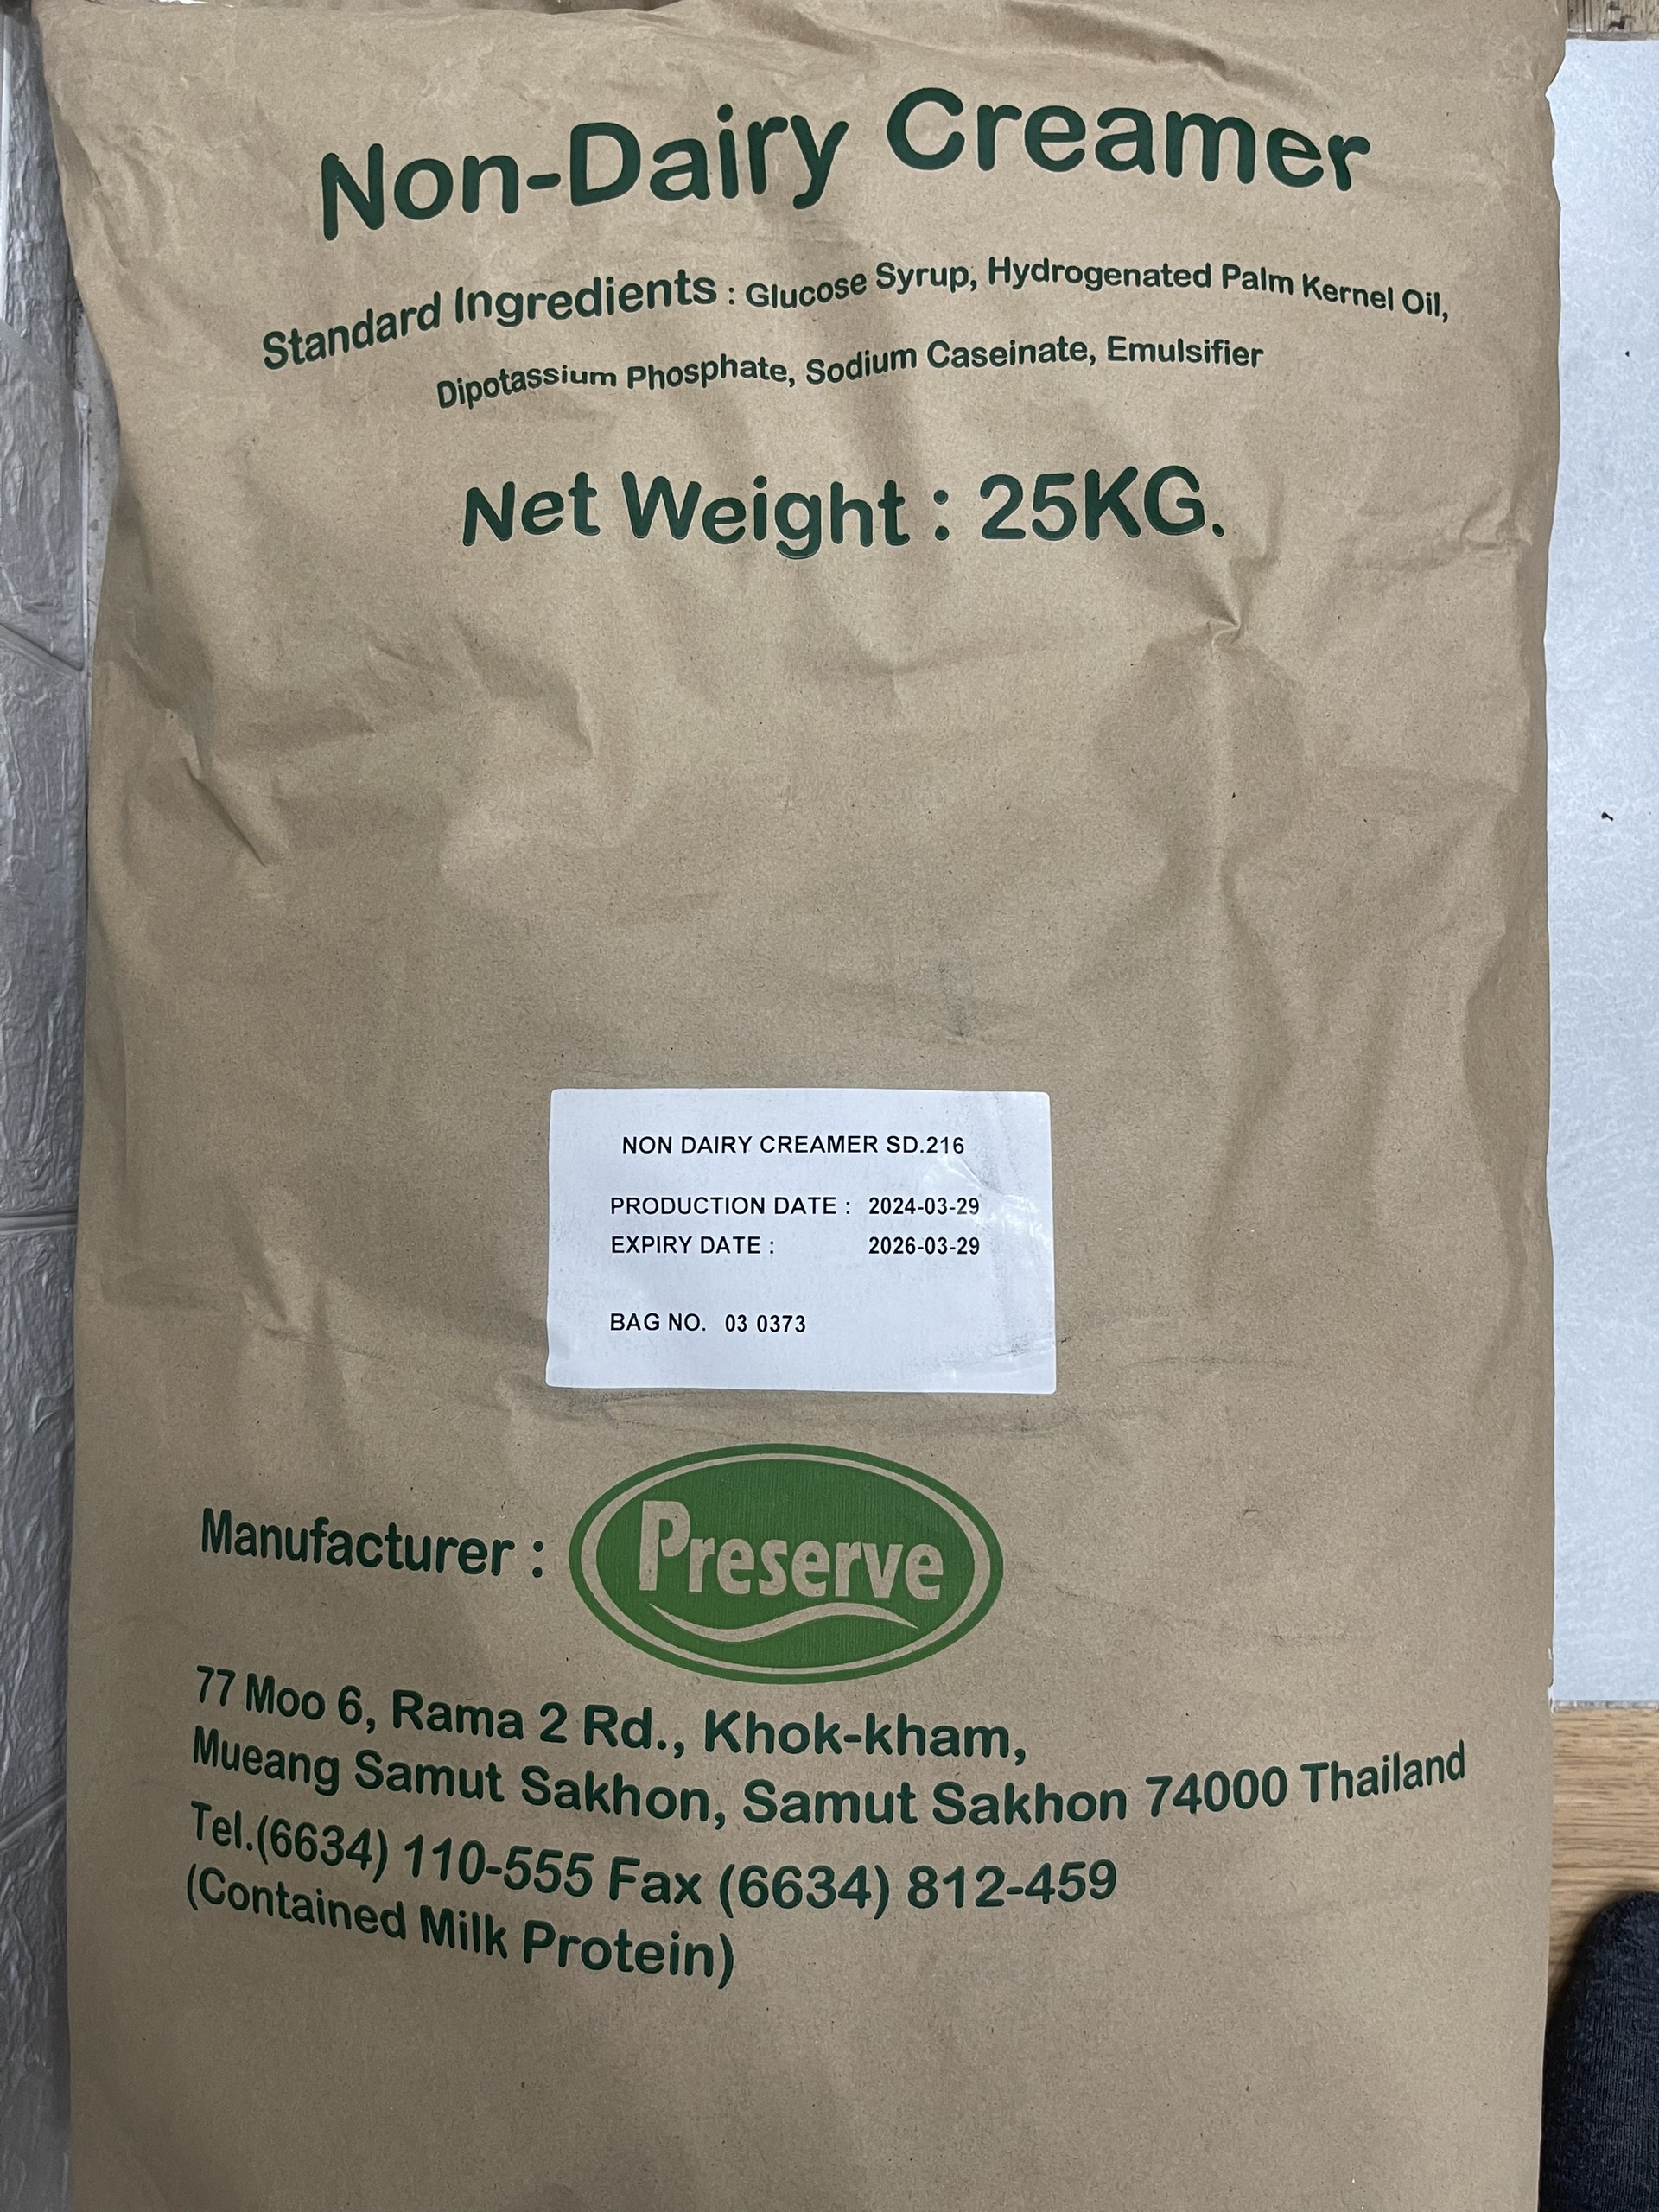 Non-Dairy Creamer
Standard Ingredients : Glucose Syrup, Hydrogenated Palm Kernel Oil,
Dipotassium Phosphate, Sodium Caseinate, Emulsifier
Net Weight : 25KG.
NON DAIRY CREAMER SD.216
PRODUCTION DATE : 2024-03-29
EXPIRY DATE : 2026-03-29
BAG NO. 03 0373
Manufacturer : Preserve
77 Moo 6, Rama 2 Rd., Khok-kham,
Mueang Samut Sakhon, Samut Sakhon 74000 Thailand
Tel.(6634) 110-555 Fax (6634) 812-459
(Contained Milk Protein)